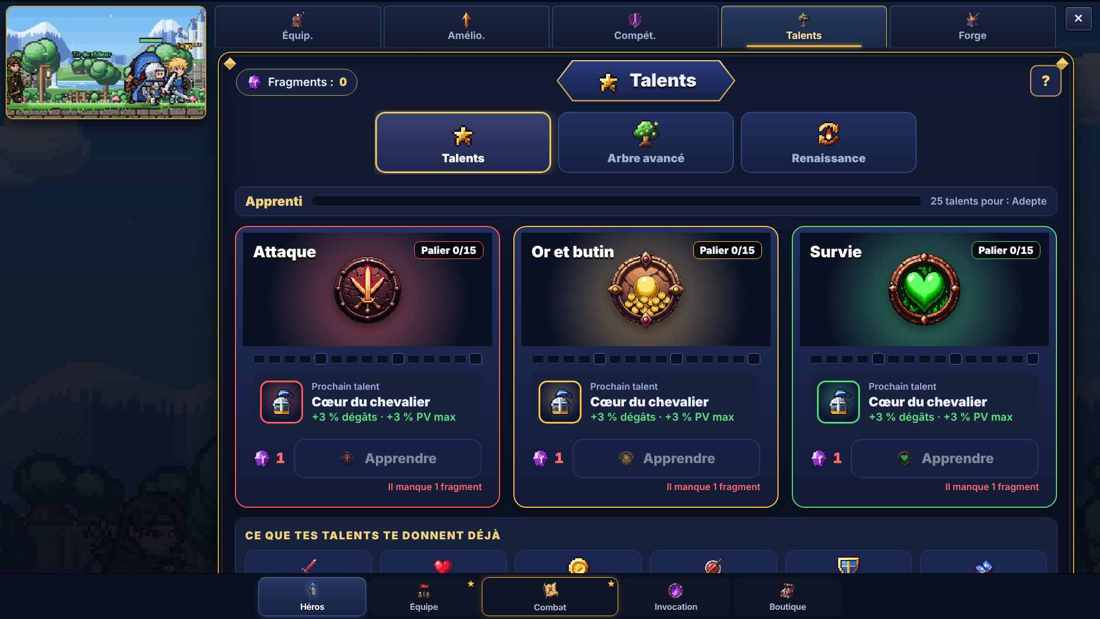 Équip.
Amélio.
Compét.
Talents
Forge
Fragments : 0
Talents
?
Talents
Arbre avancé
Renaissance
Apprenti
25 talents pour : Adepte
Attaque
Palier 0/15
Or et butin
Palier 0/15
Survie
Palier 0/15
Prochain talent
Cœur du chevalier
+3 % dégâts · +3 % PV max
Prochain talent
Cœur du chevalier
+3 % dégâts · +3 % PV max
Prochain talent
Cœur du chevalier
+3 % dégâts · +3 % PV max
1
Apprendre
1
Apprendre
1
Apprendre
Il manque 1 fragment
Il manque 1 fragment
Il manque 1 fragment
CE QUE TES TALENTS TE DONNENT DÉJÀ
Héros
Équipe
Combat
Invocation
Boutique